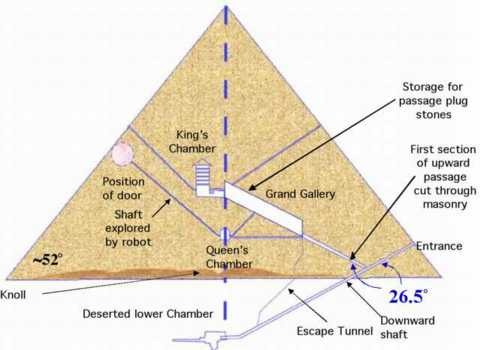 Storage for
passage plug
stones
King's
Chamber
First section
of upward
passage
cut through
masonry
Position
of door
Grand Gallery
Shaft
explored
by robot
Entrance
Queen's
Chamber
~52°
Knoll
26.5°
Deserted lower Chamber
Escape Tunnel
Downward
shaft